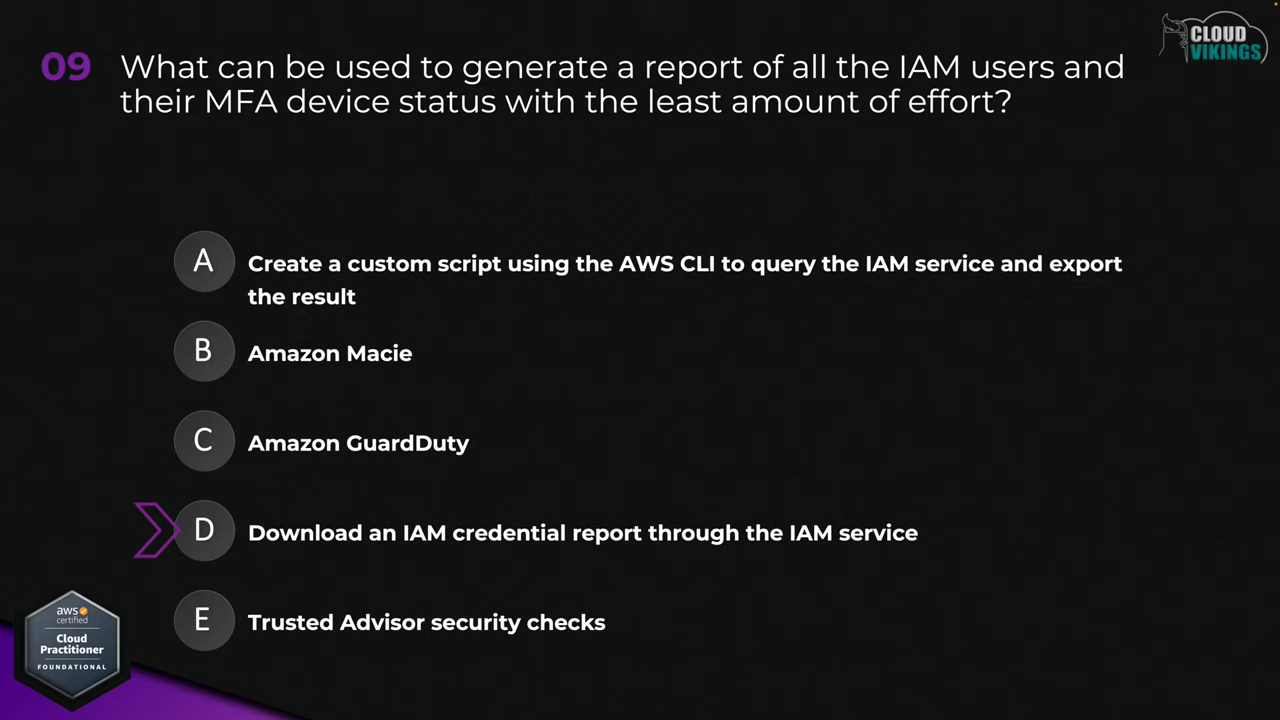 CLOUD
VIKINGS
09
What can be used to generate a report of all the IAM users and
their MFA device status with the least amount of effort?
A
Create a custom script using the AWS CLI to query the IAM service and export
the result
B
Amazon Macie
C
Amazon GuardDuty
D
Download an IAM credential report through the IAM service
E
Trusted Advisor security checks
aws
certified
Cloud
Practitioner
FOUNDATIONAL